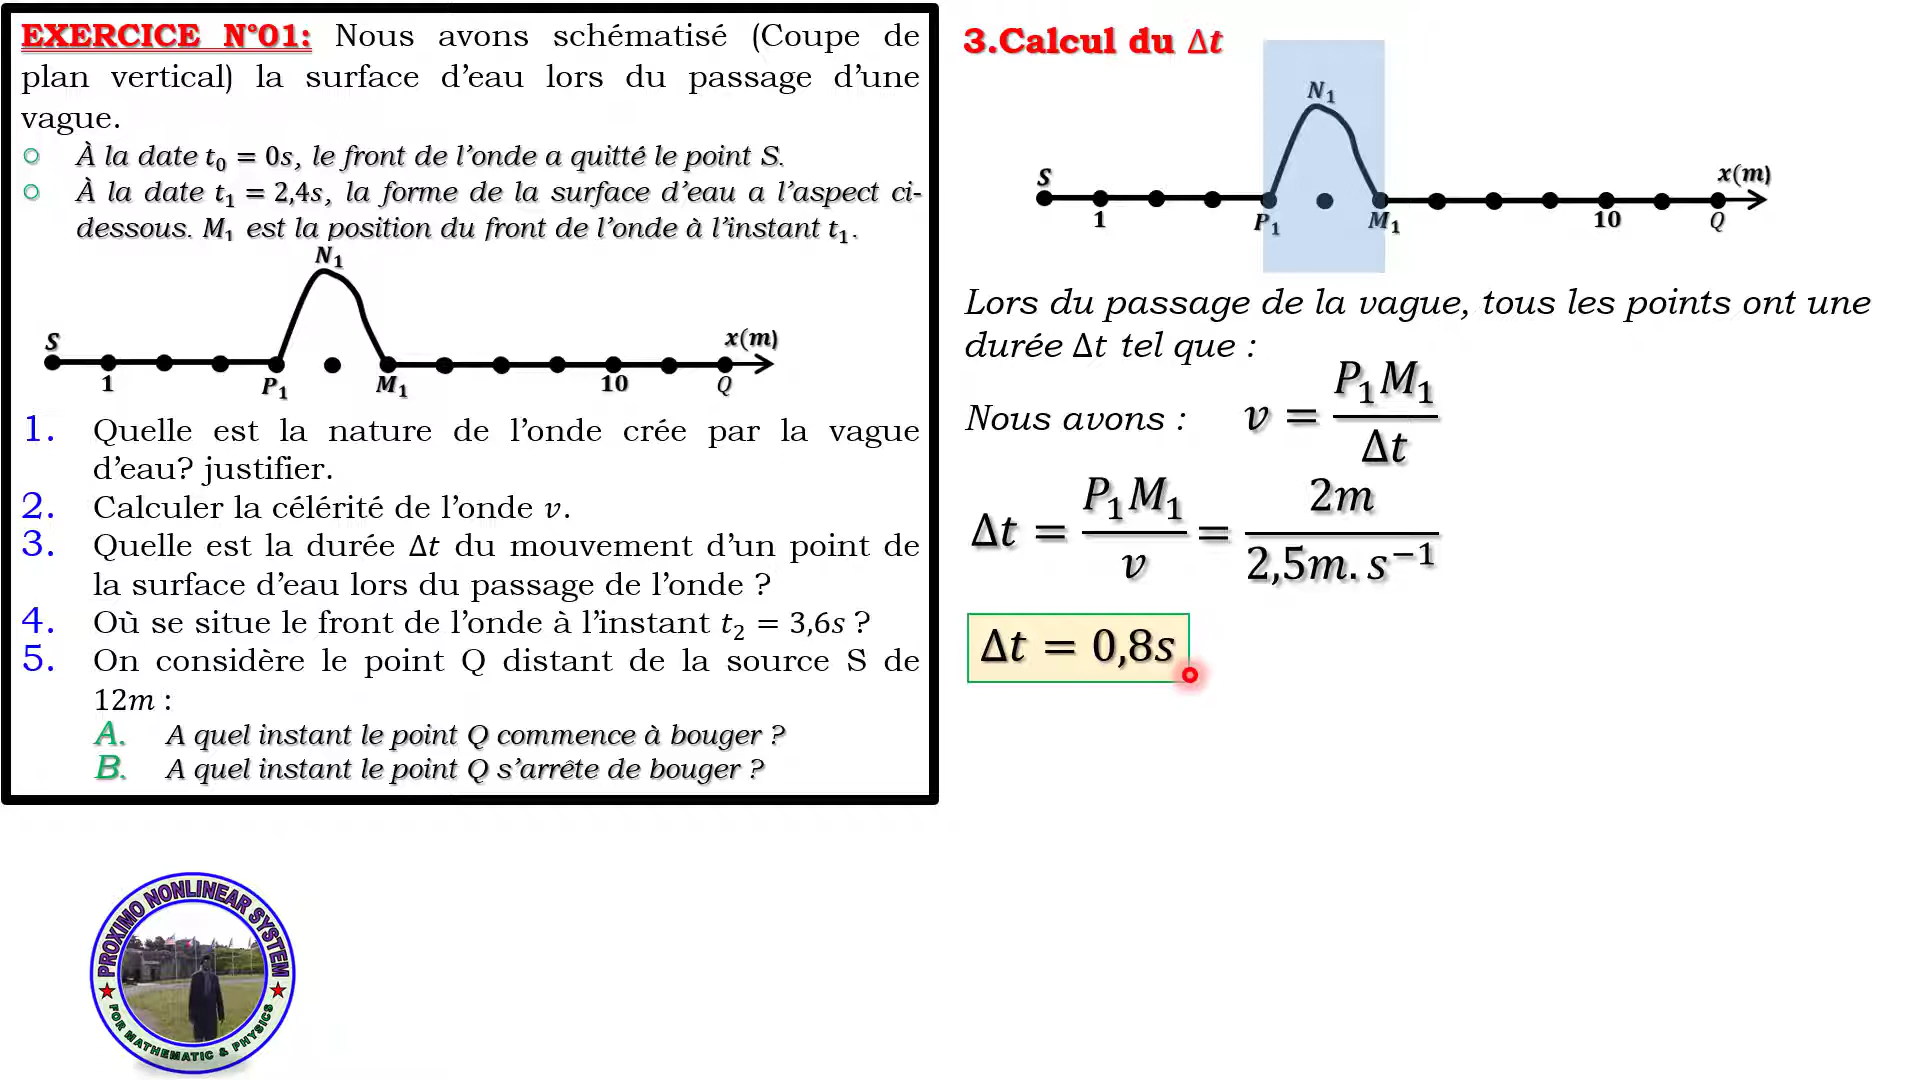 EXERCICE N°01: Nous avons schématisé (Coupe de
plan vertical) la surface d’eau lors du passage d’une
vague.
À la date t₀ = 0s, le front de l’onde a quitté le point S.
À la date t₁ = 2,4s, la forme de la surface d’eau a l’aspect ci-
dessous. M₁ est la position du front de l’onde à l’instant t₁.
N₁
S
x(m)
1
P₁
M₁
10
Q
1. Quelle est la nature de l’onde crée par la vague
d’eau? justifier.
2. Calculer la célérité de l’onde v.
3. Quelle est la durée Δt du mouvement d’un point de
la surface d’eau lors du passage de l’onde ?
4. Où se situe le front de l’onde à l’instant t₂ = 3,6s ?
5. On considère le point Q distant de la source S de
12m :
A. A quel instant le point Q commence à bouger ?
B. A quel instant le point Q s’arrête de bouger ?
PROXIMO NONLINEAR SYSTEM
FOR MATHEMATIC & PHYSICS
3.Calcul du Δt
N₁
S
x(m)
1
P₁
M₁
10
Q
Lors du passage de la vague, tous les points ont une
durée Δt tel que :
Nous avons : v = P₁M₁ / Δt
Δt = P₁M₁ / v = 2m / 2,5m.s⁻¹
Δt = 0,8s